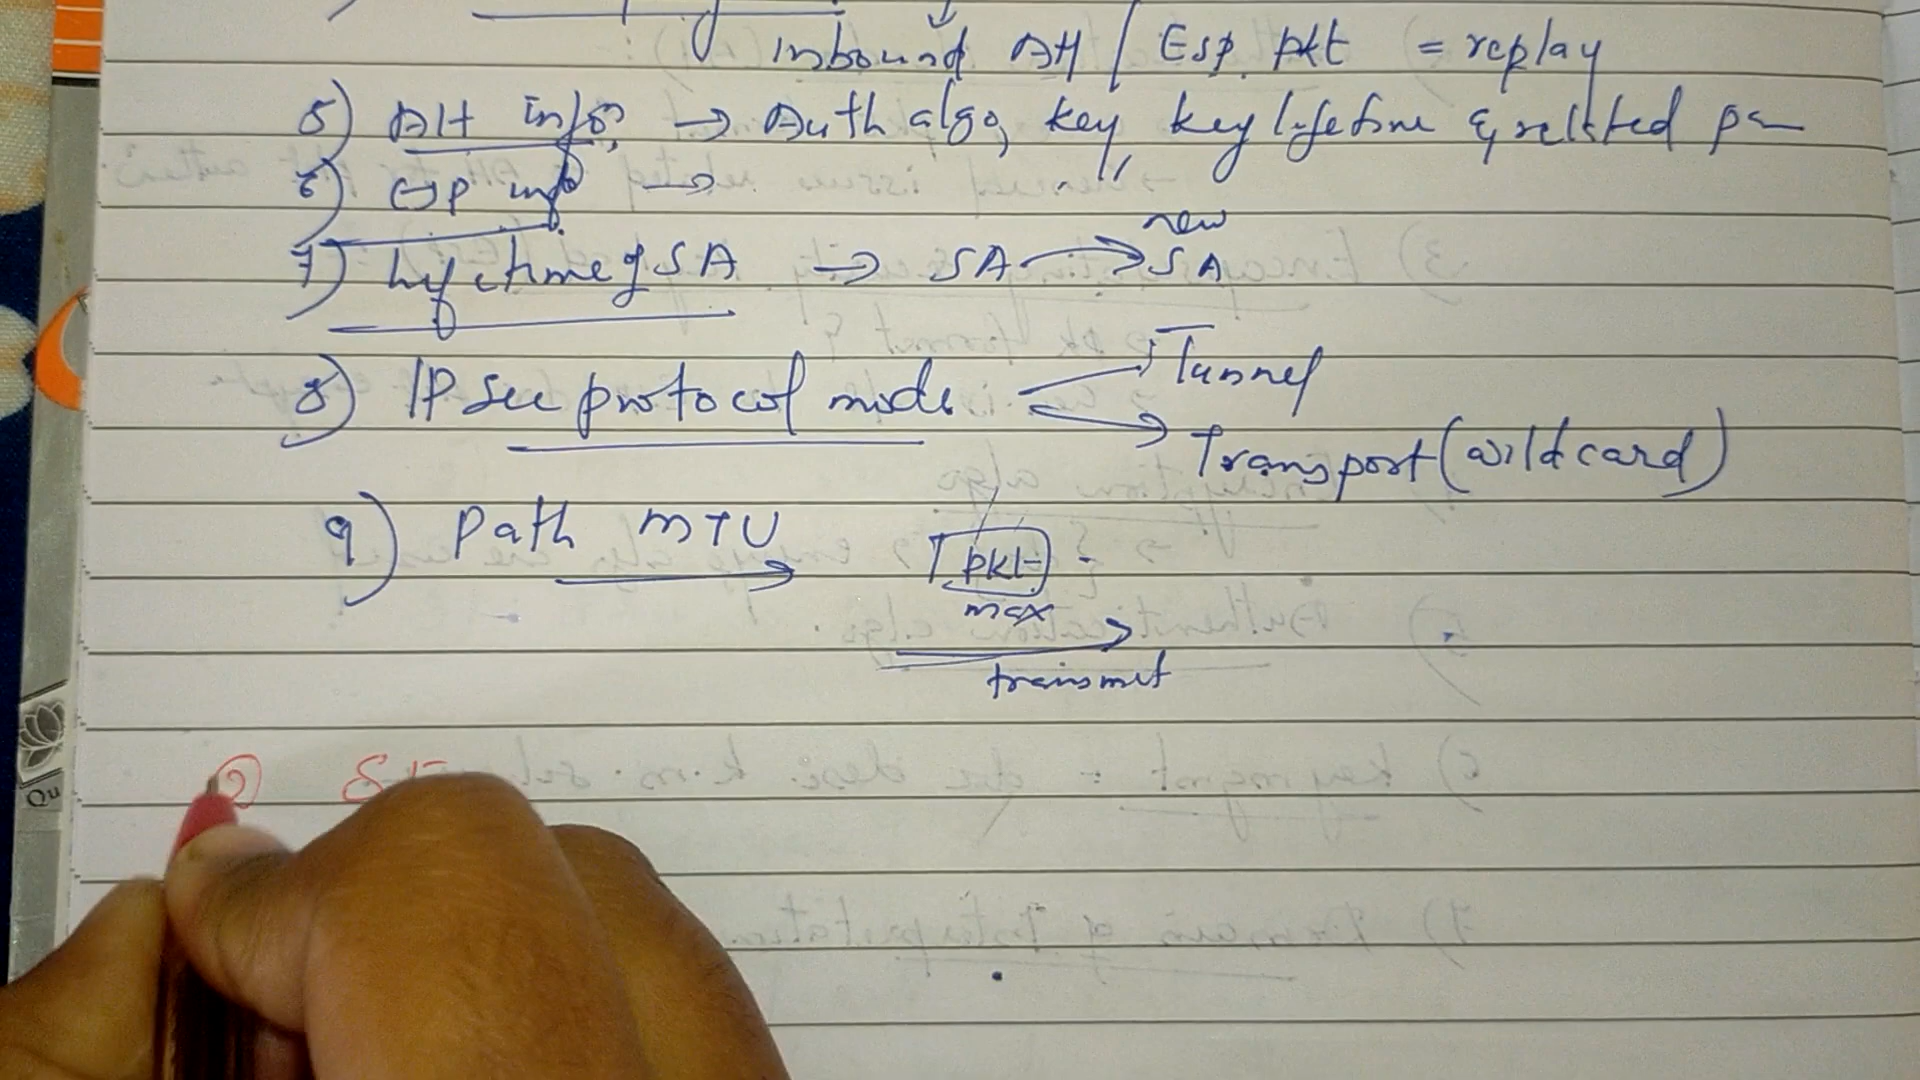 Inbound AH / Esp. pkt = replay
5) AH info, → Auth algo, key, key lifetime & related pa
6) ESP info → "
7) Lifetime of SA → SA → new SA
8) IPsec protocol mode. → Tunnel
→ Transport (wildcard)
9) Path MTU → pkt
max
→ transmit
②
Qu